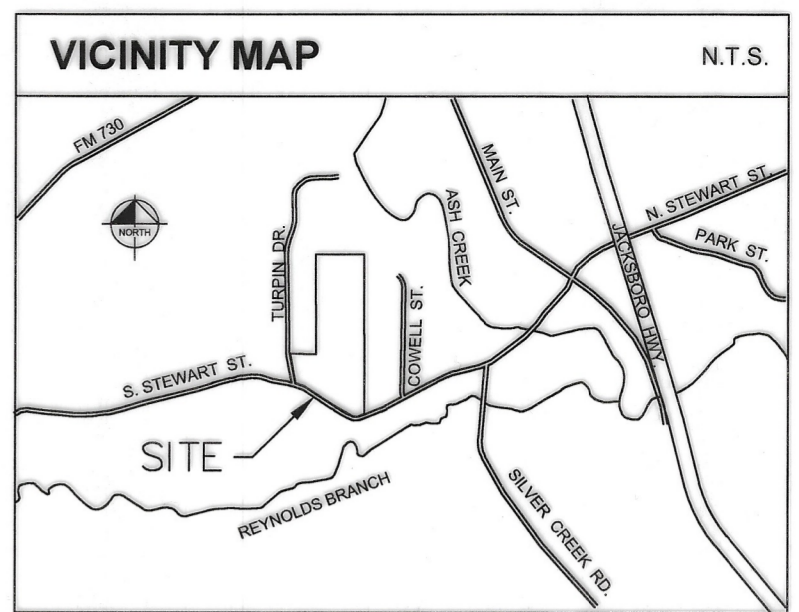 VICINITY MAP
N.T.S.
FM 730
NORTH
TURPIN DR.
COWELL ST.
ASH CREEK
MAIN ST.
JACKSBORO HWY.
N. STEWART ST.
PARK ST.
S. STEWART ST.
SITE
REYNOLDS BRANCH
SILVER CREEK RD.